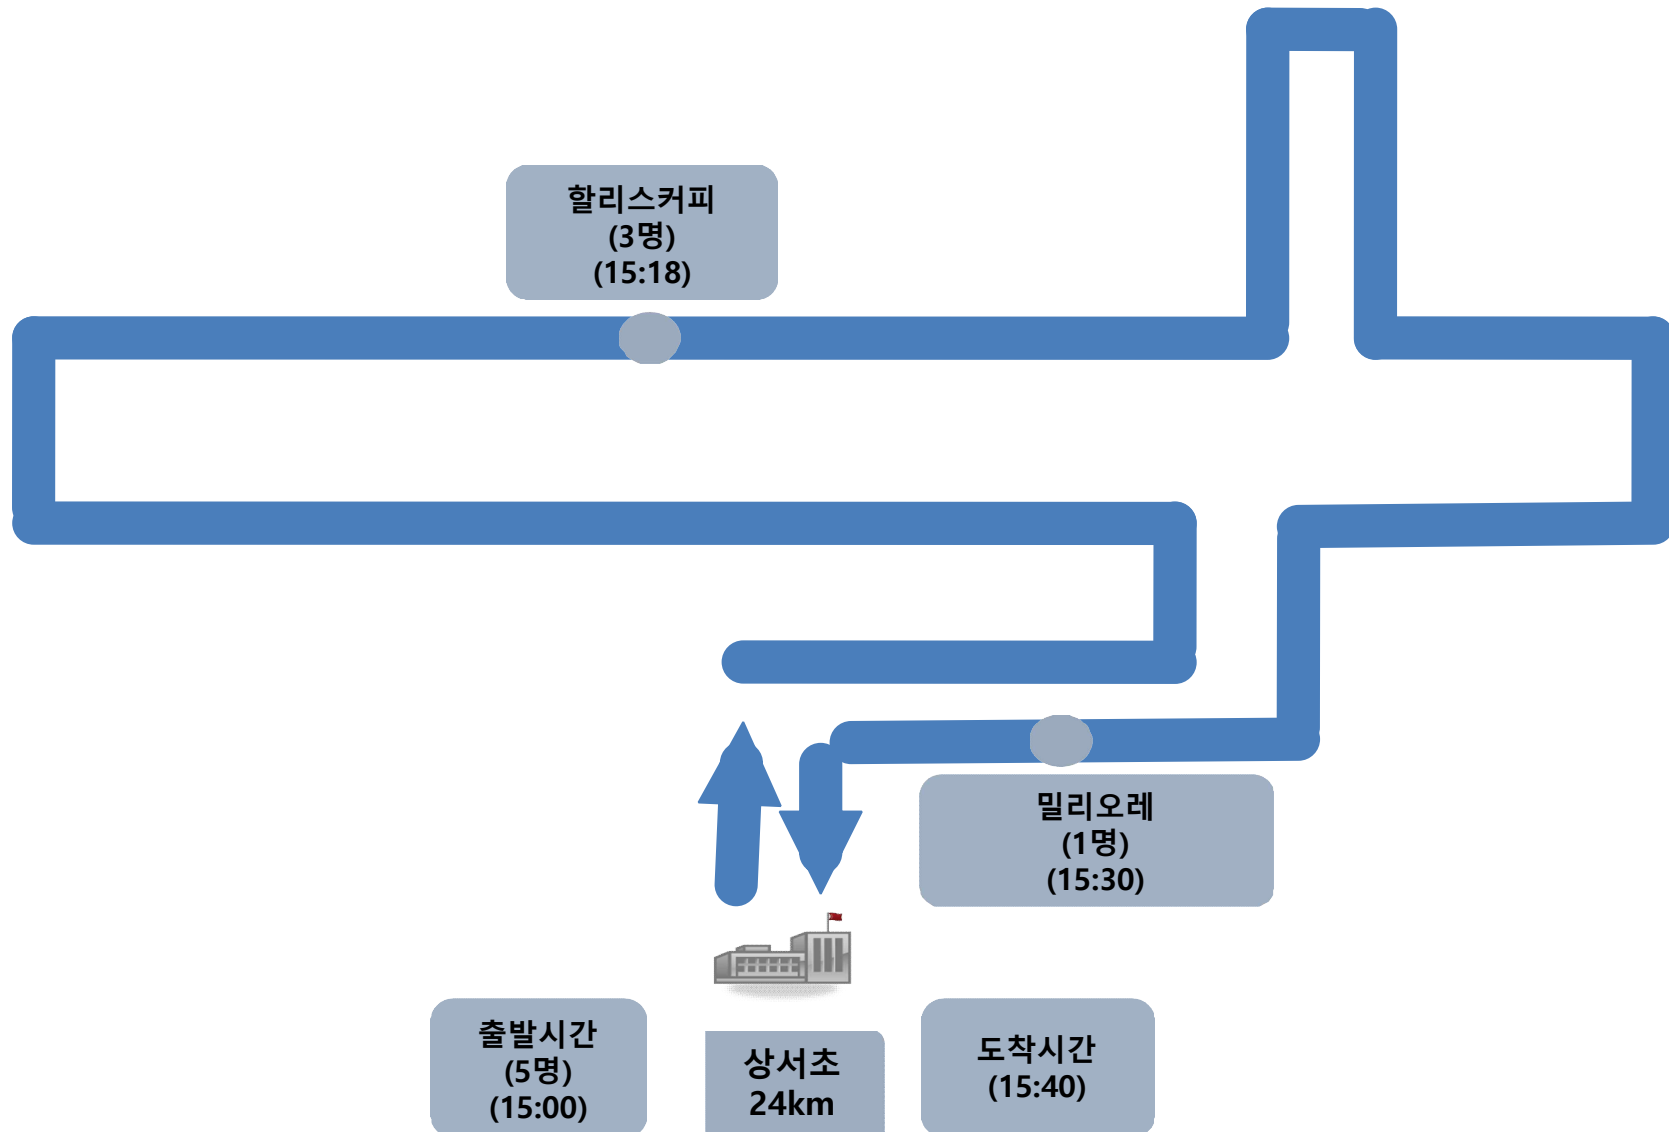 할리스커피
(3명)
(15:18)
밀리오레
(1명)
(15:30)
출발시간
(5명)
(15:00)
상서초
24km
도착시간
(15:40)